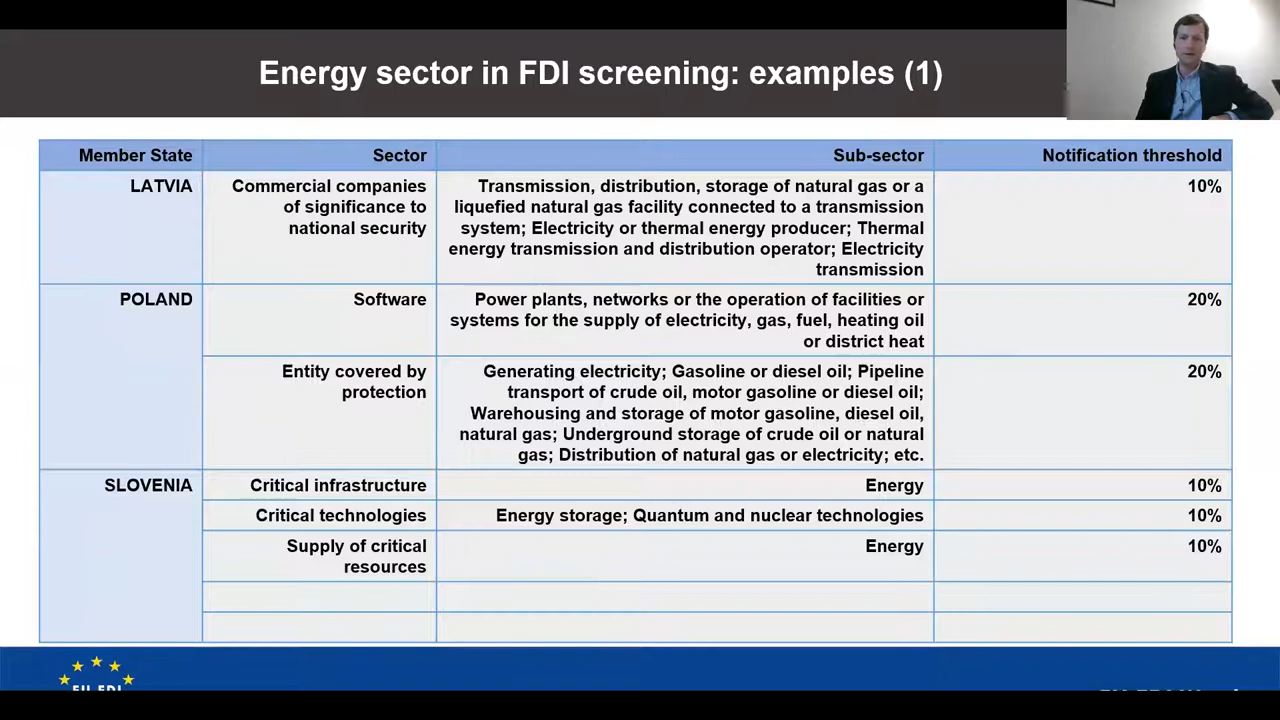 Energy sector in FDI screening: examples (1)
Member State Sector Sub-sector Notification threshold
LATVIA Commercial companies of significance to national security Transmission, distribution, storage of natural gas or a liquefied natural gas facility connected to a transmission system; Electricity or thermal energy producer; Thermal energy transmission and distribution operator; Electricity transmission 10%
POLAND Software Power plants, networks or the operation of facilities or systems for the supply of electricity, gas, fuel, heating oil or district heat 20%
Entity covered by protection Generating electricity; Gasoline or diesel oil; Pipeline transport of crude oil, motor gasoline or diesel oil; Warehousing and storage of motor gasoline, diesel oil, natural gas; Underground storage of crude oil or natural gas; Distribution of natural gas or electricity; etc. 20%
SLOVENIA Critical infrastructure Energy 10%
Critical technologies Energy storage; Quantum and nuclear technologies 10%
Supply of critical resources Energy 10%
EU FDI